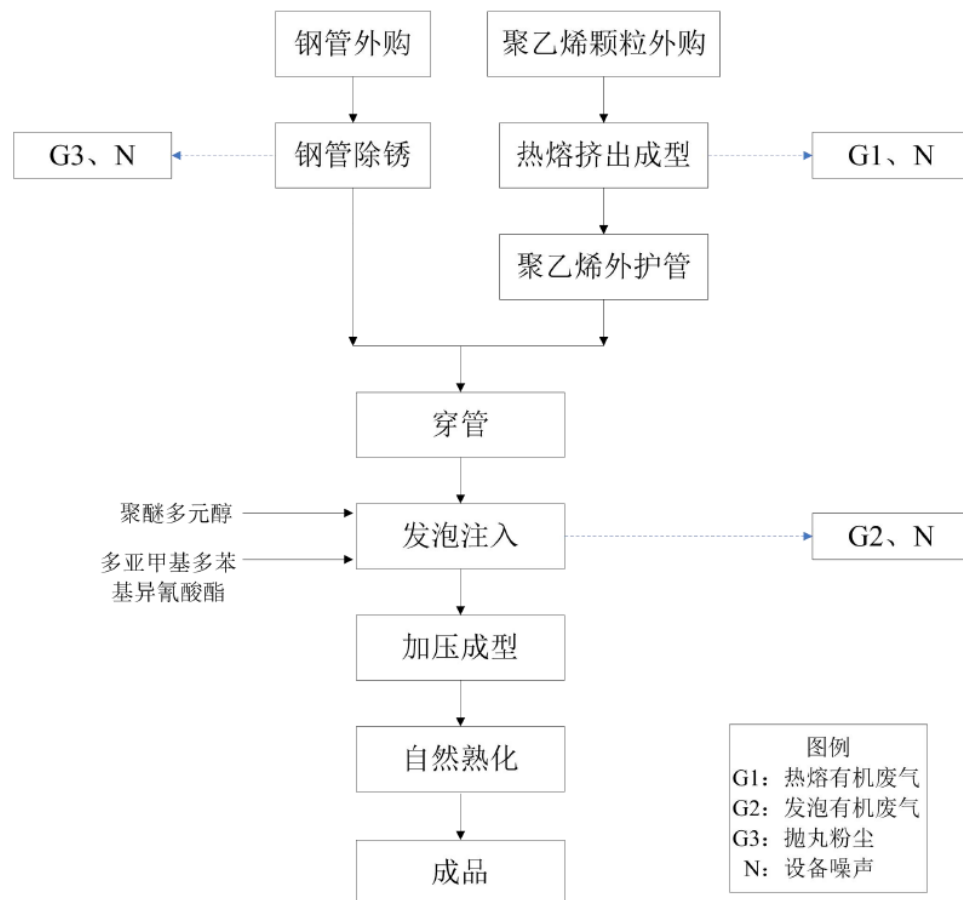 钢管外购
聚乙烯颗粒外购
G3、N
钢管除锈
热熔挤出成型
G1、N
聚乙烯外护管
穿管
聚醚多元醇
多亚甲基多苯
基异氰酸酯
发泡注入
G2、N
加压成型
自然熟化
成品
图例
G1：热熔有机废气
G2：发泡有机废气
G3：抛丸粉尘
N：设备噪声